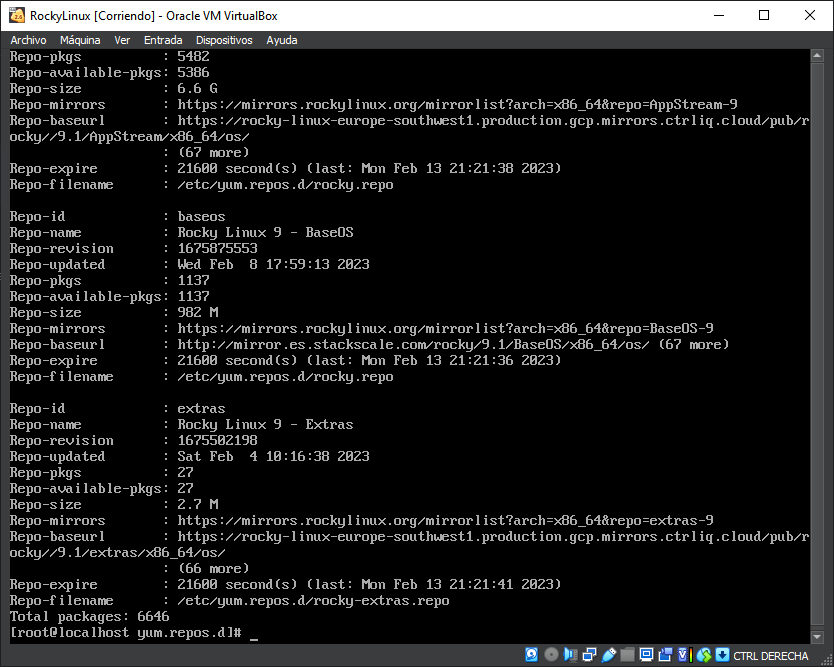 RockyLinux [Corriendo] - Oracle VM VirtualBox
Archivo Máquina Ver Entrada Dispositivos Ayuda
Repo-pkgs          : 5482
Repo-available-pkgs: 5386
Repo-size          : 6.6 G
Repo-mirrors       : https://mirrors.rockylinux.org/mirrorlist?arch=x86_64&repo=AppStream-9
Repo-baseurl       : https://rocky-linux-europe-southwest1.production.gcp.mirrors.ctrliq.cloud/pub/r
ocky//9.1/AppStream/x86_64/os/
                   : (67 more)
Repo-expire        : 21600 second(s) (last: Mon Feb 13 21:21:38 2023)
Repo-filename      : /etc/yum.repos.d/rocky.repo
Repo-id            : baseos
Repo-name          : Rocky Linux 9 - BaseOS
Repo-revision      : 1675875553
Repo-updated       : Wed Feb  8 17:59:13 2023
Repo-pkgs          : 1137
Repo-available-pkgs: 1137
Repo-size          : 982 M
Repo-mirrors       : https://mirrors.rockylinux.org/mirrorlist?arch=x86_64&repo=BaseOS-9
Repo-baseurl       : http://mirror.es.stackscale.com/rocky/9.1/BaseOS/x86_64/os/ (67 more)
Repo-expire        : 21600 second(s) (last: Mon Feb 13 21:21:36 2023)
Repo-filename      : /etc/yum.repos.d/rocky.repo
Repo-id            : extras
Repo-name          : Rocky Linux 9 - Extras
Repo-revision      : 1675502198
Repo-updated       : Sat Feb  4 10:16:38 2023
Repo-pkgs          : 27
Repo-available-pkgs: 27
Repo-size          : 2.7 M
Repo-mirrors       : https://mirrors.rockylinux.org/mirrorlist?arch=x86_64&repo=extras-9
Repo-baseurl       : https://rocky-linux-europe-southwest1.production.gcp.mirrors.ctrliq.cloud/pub/r
ocky//9.1/extras/x86_64/os/
                   : (66 more)
Repo-expire        : 21600 second(s) (last: Mon Feb 13 21:21:41 2023)
Repo-filename      : /etc/yum.repos.d/rocky-extras.repo
Total packages: 6646
[root@localhost yum.repos.d]# _
CTRL DERECHA